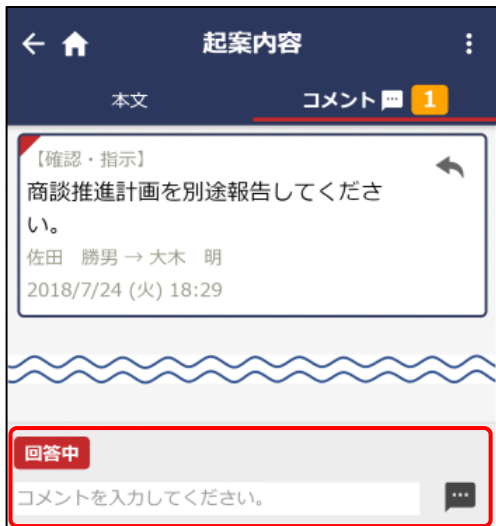 起案内容
本文
コメント 1
【確認・指示】
商談推進計画を別途報告してくださ
い。
佐田　勝男 → 大木　明
2018/7/24 (火) 18:29
回答中
コメントを入力してください。